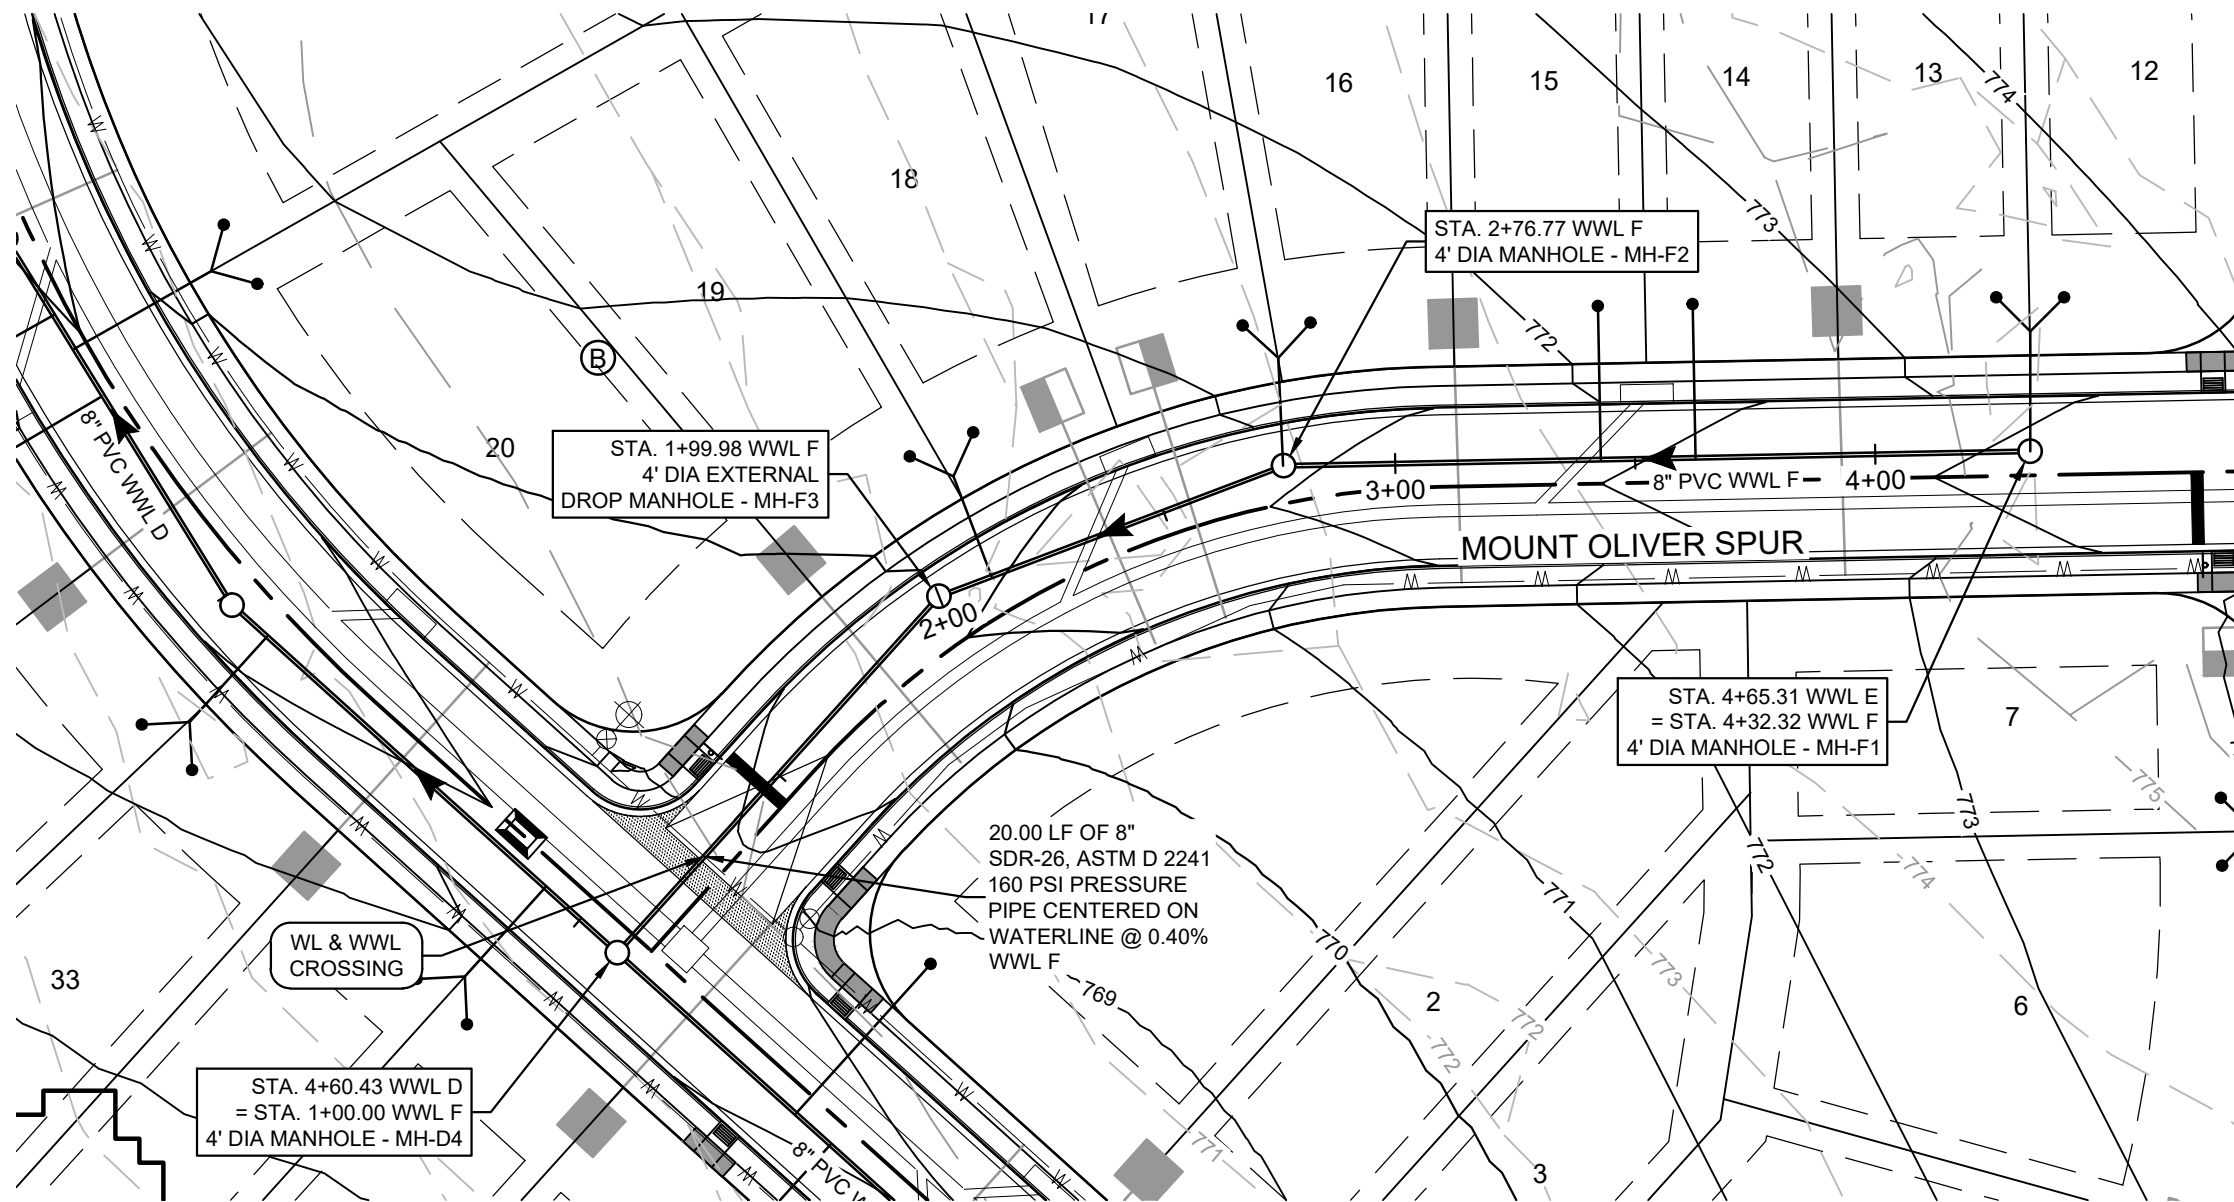 17
16
15
14
13
12
774
773
18
STA. 2+76.77 WWL F
4' DIA MANHOLE - MH-F2
19
772
B
20
8" PVC WWL D
STA. 1+99.98 WWL F
4' DIA EXTERNAL
DROP MANHOLE - MH-F3
3+00
8" PVC WWL F
4+00
MOUNT OLIVER SPUR
2+00
STA. 4+65.31 WWL E
= STA. 4+32.32 WWL F
4' DIA MANHOLE - MH-F1
7
775
773
772
774
20.00 LF OF 8"
SDR-26, ASTM D 2241
160 PSI PRESSURE
PIPE CENTERED ON
WATERLINE @ 0.40%
WWL F
771
770
769
773
772
772
771
WL & WWL
CROSSING
33
2
6
3
STA. 4+60.43 WWL D
= STA. 1+00.00 WWL F
4' DIA MANHOLE - MH-D4
8" PVC